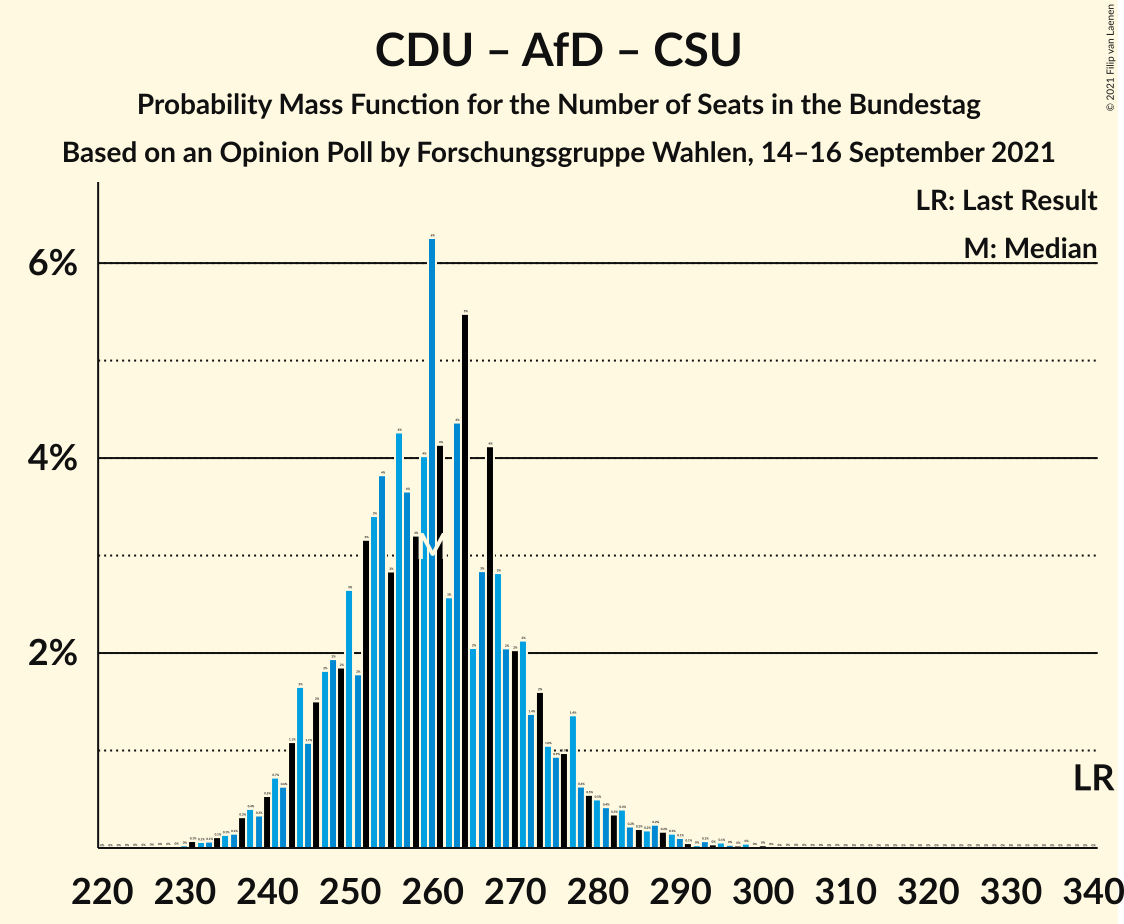 CDU – AfD – CSU
Probability Mass Function for the Number of Seats in the Bundestag
Based on an Opinion Poll by Forschungsgruppe Wahlen, 14–16 September 2021
© 2021 Filip van Laenen
LR: Last Result
M: Median
6%
4%
2%
M
LR
220 230 240 250 260 270 280 290 300 310 320 330 340